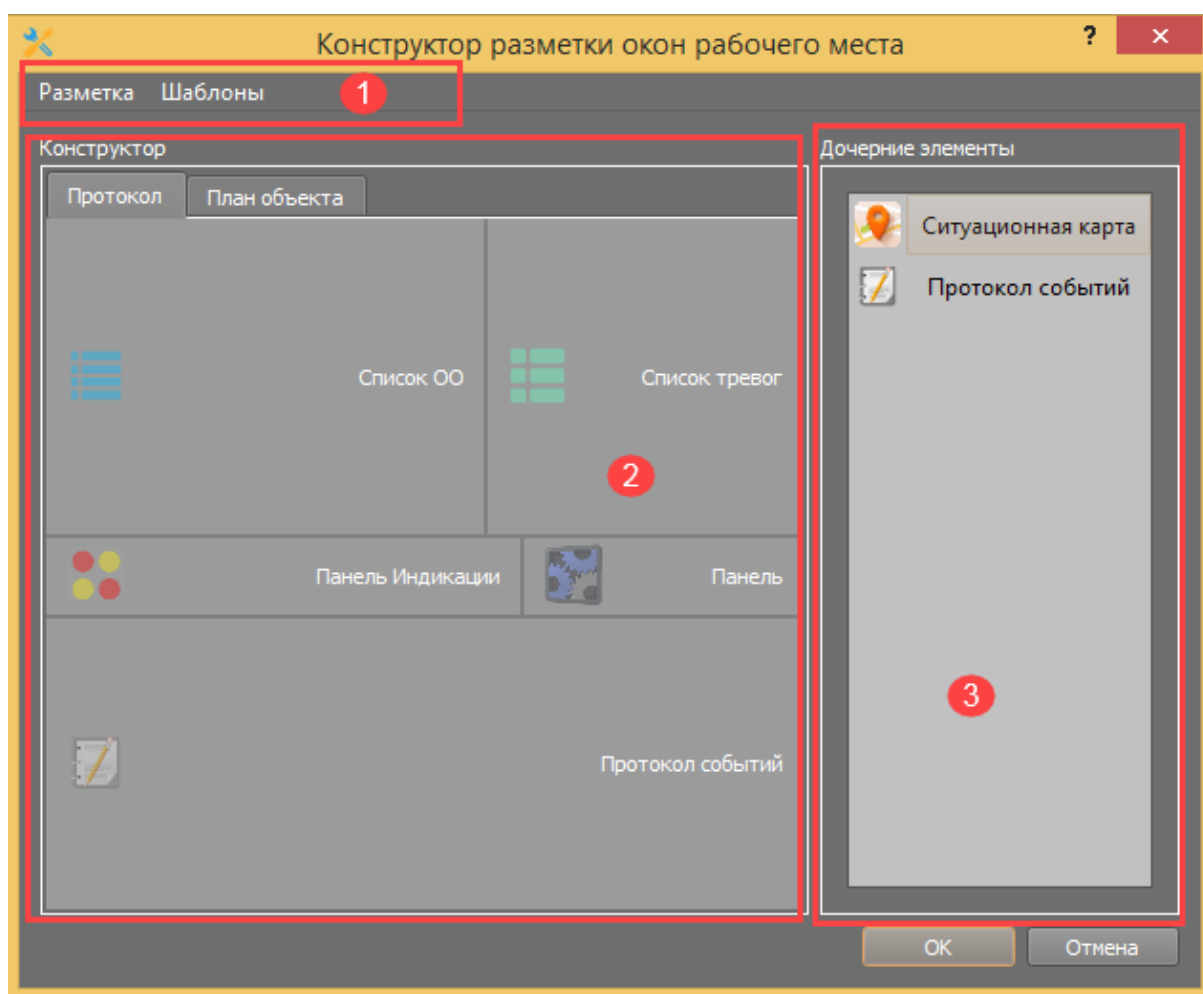 Конструктор разметки окон рабочего места ? ×
Разметка Шаблоны 1
Конструктор
Дочерние элементы
Протокол План объекта
Ситуационная карта
Протокол событий
Список ОО
Список тревог
2
Панель Индикации
Панель
3
Протокол событий
ОК Отмена